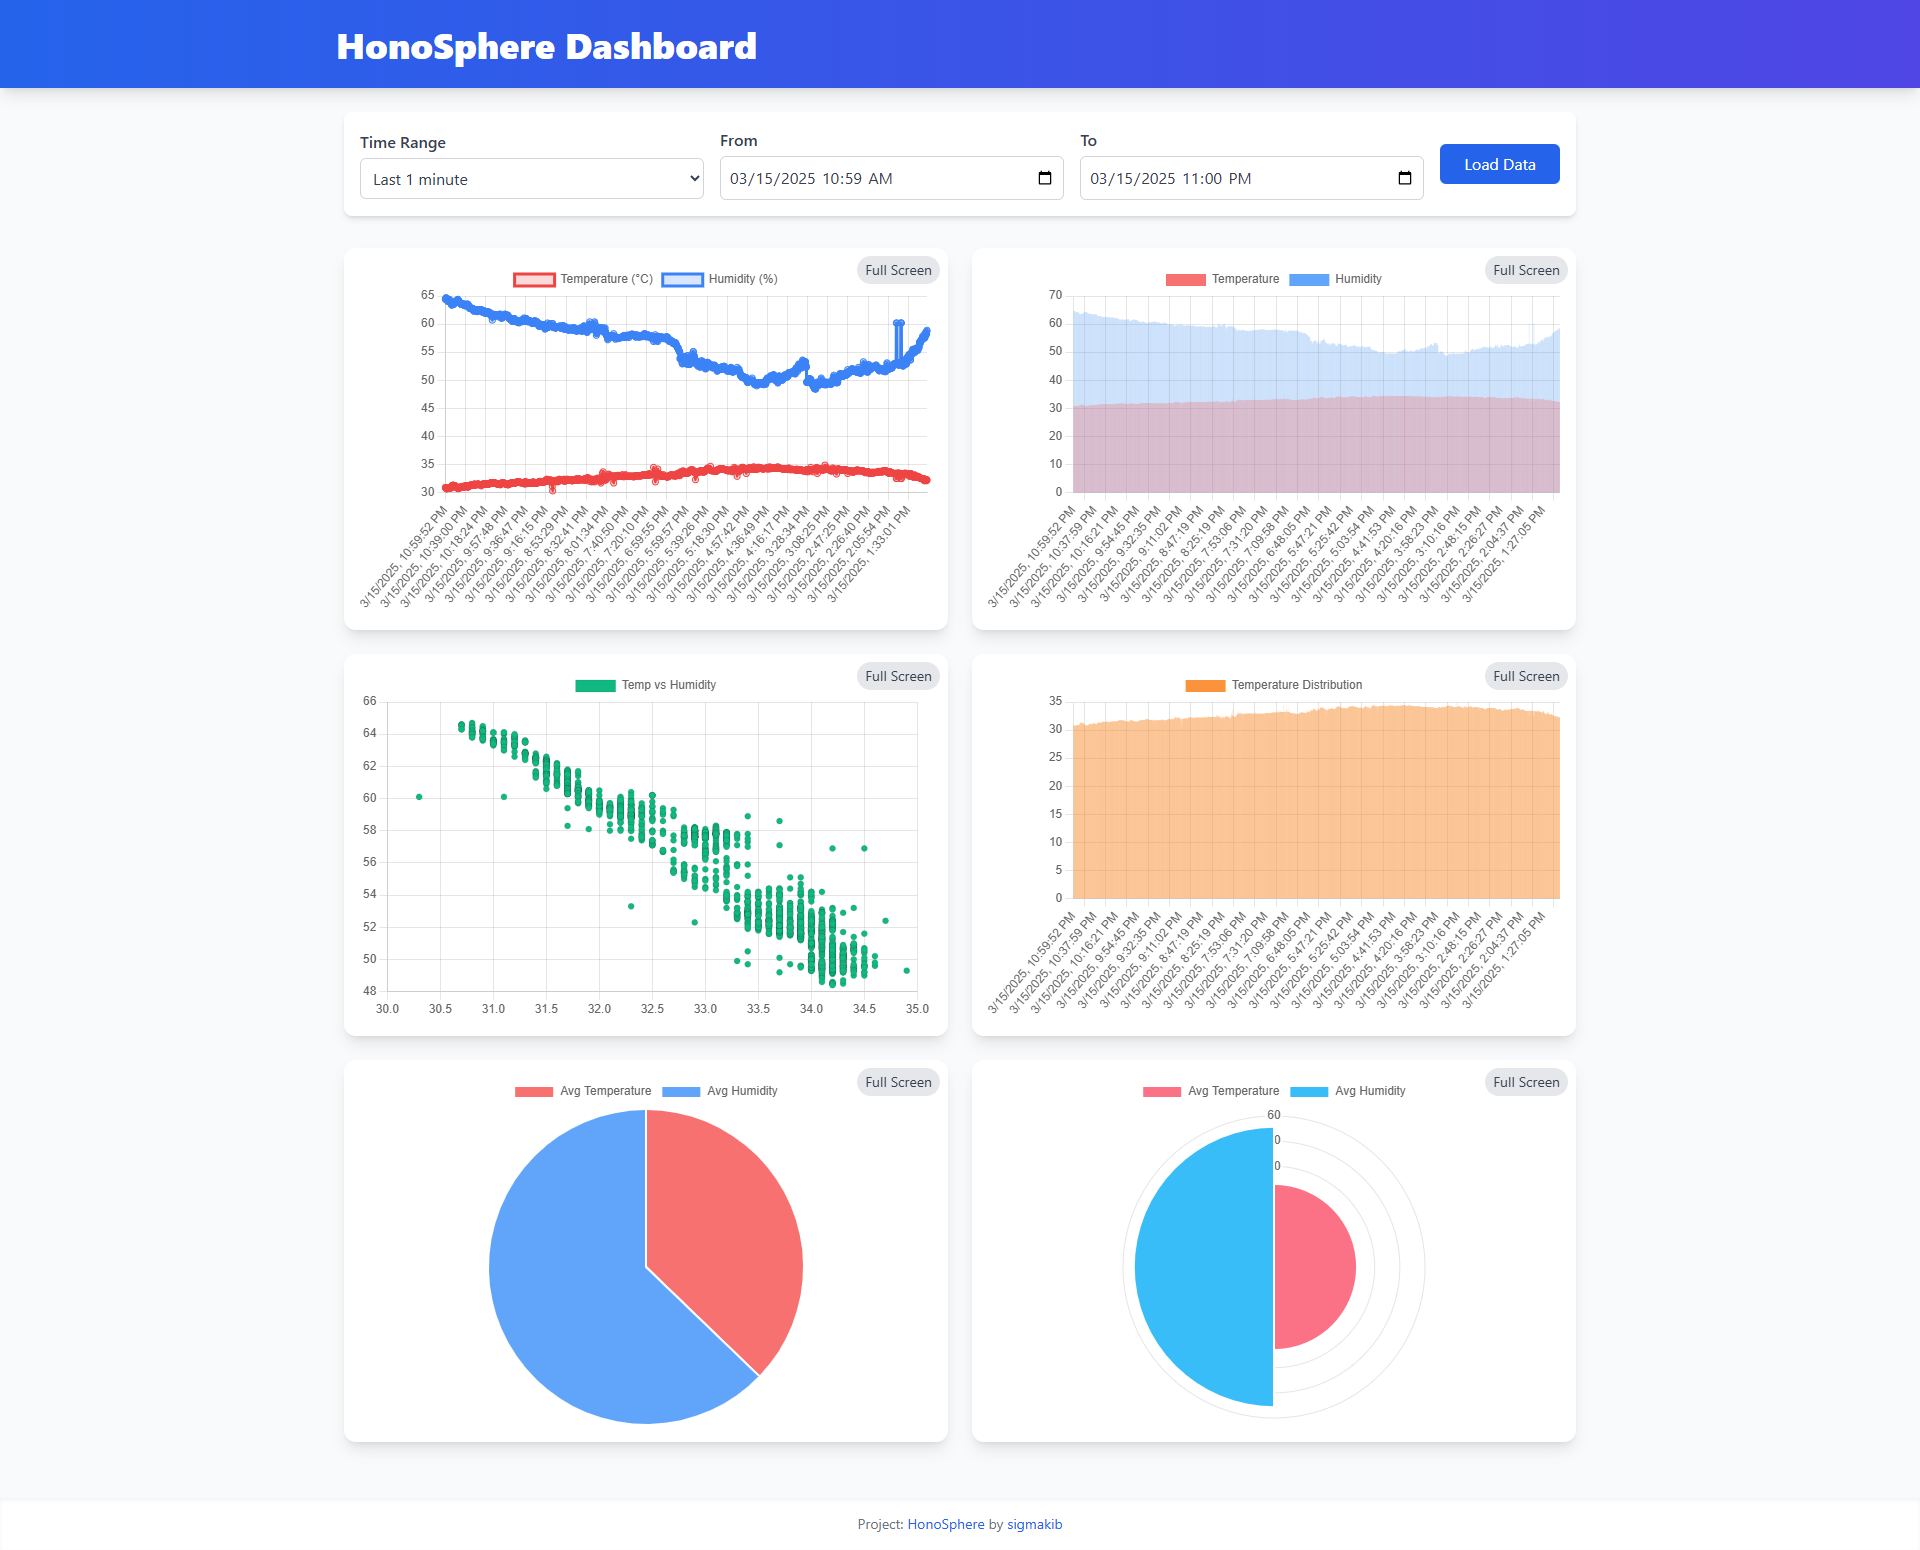 HonoSphere Dashboard
Time Range
From
To
Last 1 minute
03/15/2025 10:59 AM
03/15/2025 11:00 PM
Load Data
Full Screen
Temperature (°C)
Humidity (%)
65
60
55
50
45
40
35
30
3/15/2025, 10:59:52 PM
3/15/2025, 10:39:00 PM
3/15/2025, 10:18:24 PM
3/15/2025, 9:57:48 PM
3/15/2025, 9:36:47 PM
3/15/2025, 9:16:15 PM
3/15/2025, 8:53:29 PM
3/15/2025, 8:32:41 PM
3/15/2025, 8:01:34 PM
3/15/2025, 7:40:50 PM
3/15/2025, 7:20:10 PM
3/15/2025, 6:59:55 PM
3/15/2025, 5:59:57 PM
3/15/2025, 5:39:26 PM
3/15/2025, 5:18:30 PM
3/15/2025, 4:57:42 PM
3/15/2025, 4:36:49 PM
3/15/2025, 4:16:17 PM
3/15/2025, 3:28:34 PM
3/15/2025, 3:08:25 PM
3/15/2025, 2:47:25 PM
3/15/2025, 2:26:40 PM
3/15/2025, 2:05:54 PM
3/15/2025, 1:33:01 PM
Full Screen
Temperature
Humidity
70
60
50
40
30
20
10
0
3/15/2025, 10:59:52 PM
3/15/2025, 10:37:59 PM
3/15/2025, 10:16:21 PM
3/15/2025, 9:54:45 PM
3/15/2025, 9:32:35 PM
3/15/2025, 9:11:02 PM
3/15/2025, 8:47:19 PM
3/15/2025, 8:25:19 PM
3/15/2025, 7:53:06 PM
3/15/2025, 7:31:20 PM
3/15/2025, 7:09:58 PM
3/15/2025, 6:48:05 PM
3/15/2025, 5:47:21 PM
3/15/2025, 5:25:42 PM
3/15/2025, 5:03:54 PM
3/15/2025, 4:41:53 PM
3/15/2025, 4:20:16 PM
3/15/2025, 3:58:23 PM
3/15/2025, 3:10:16 PM
3/15/2025, 2:48:15 PM
3/15/2025, 2:26:27 PM
3/15/2025, 2:04:37 PM
3/15/2025, 1:27:05 PM
Full Screen
Temp vs Humidity
66
64
62
60
58
56
54
52
50
48
30.0 30.5 31.0 31.5 32.0 32.5 33.0 33.5 34.0 34.5 35.0
Full Screen
Temperature Distribution
35
30
25
20
15
10
5
0
3/15/2025, 10:59:52 PM
3/15/2025, 10:37:59 PM
3/15/2025, 10:16:21 PM
3/15/2025, 9:54:45 PM
3/15/2025, 9:32:35 PM
3/15/2025, 9:11:02 PM
3/15/2025, 8:47:19 PM
3/15/2025, 8:25:19 PM
3/15/2025, 7:53:06 PM
3/15/2025, 7:31:20 PM
3/15/2025, 7:09:58 PM
3/15/2025, 6:48:05 PM
3/15/2025, 5:47:21 PM
3/15/2025, 5:25:42 PM
3/15/2025, 5:03:54 PM
3/15/2025, 4:41:53 PM
3/15/2025, 4:20:16 PM
3/15/2025, 3:58:23 PM
3/15/2025, 3:10:16 PM
3/15/2025, 2:48:15 PM
3/15/2025, 2:26:27 PM
3/15/2025, 2:04:37 PM
3/15/2025, 1:27:05 PM
Full Screen
Avg Temperature
Avg Humidity
Full Screen
Avg Temperature
Avg Humidity
60
0
0
Project: HonoSphere by sigmakib